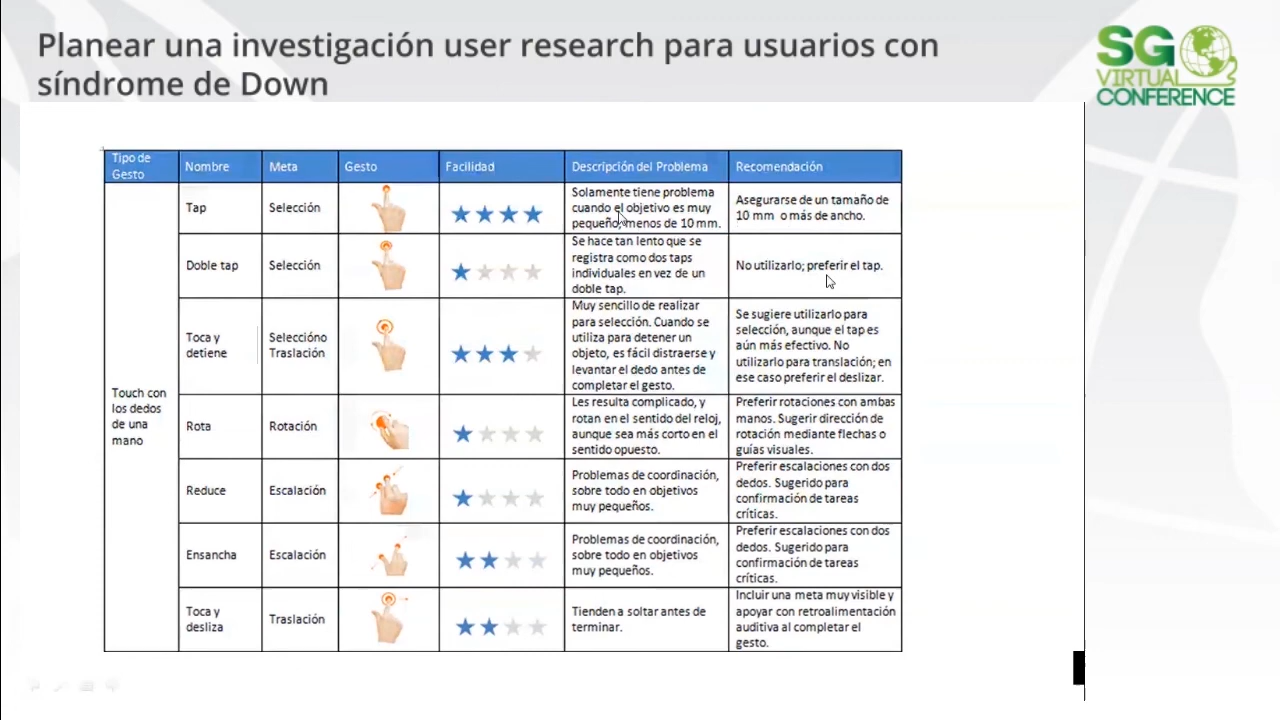 Planear una investigación user research para usuarios con
síndrome de Down
SG
VIRTUAL
CONFERENCE
Tipo de
Gesto
Nombre
Meta
Gesto
Facilidad
Descripción del Problema
Recomendación
Touch con
los dedos
de una
mano
Tap
Selección
Solamente tiene problema
cuando el objetivo es muy
pequeño, menos de 10 mm.
Asegurarse de un tamaño de
10 mm o más de ancho.
Doble tap
Selección
Se hace tan lento que se
registra como dos taps
individuales en vez de un
doble tap.
No utilizarlo; preferir el tap.
Toca y
detiene
Seleccióno
Traslación
Muy sencillo de realizar
para selección. Cuando se
utiliza para detener un
objeto, es fácil distraerse y
levantar el dedo antes de
completar el gesto.
Se sugiere utilizarlo para
selección, aunque el tap es
aún más efectivo. No
utilizarlo para translación; en
ese caso preferir el deslizar.
Rota
Rotación
Les resulta complicado, y
rotan en el sentido del reloj,
aunque sea más corto en el
sentido opuesto.
Preferir rotaciones con ambas
manos. Sugerir dirección de
rotación mediante flechas o
guías visuales.
Reduce
Escalación
Problemas de coordinación,
sobre todo en objetivos
muy pequeños.
Preferir escalaciones con dos
dedos. Sugerido para
confirmación de tareas
críticas.
Ensancha
Escalación
Problemas de coordinación,
sobre todo en objetivos
muy pequeños.
Preferir escalaciones con dos
dedos. Sugerido para
confirmación de tareas
críticas.
Toca y
desliza
Traslación
Tienden a soltar antes de
terminar.
Incluir una meta muy visible y
apoyar con retroalimentación
auditiva al completar el
gesto.